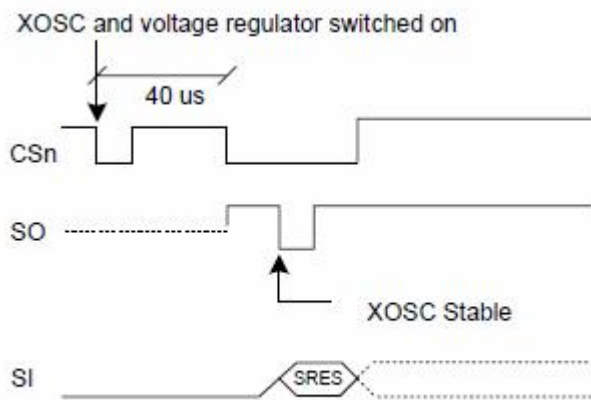 XOSC and voltage regulator switched on
40 us
CSn
SO
XOSC Stable
SI
SRES